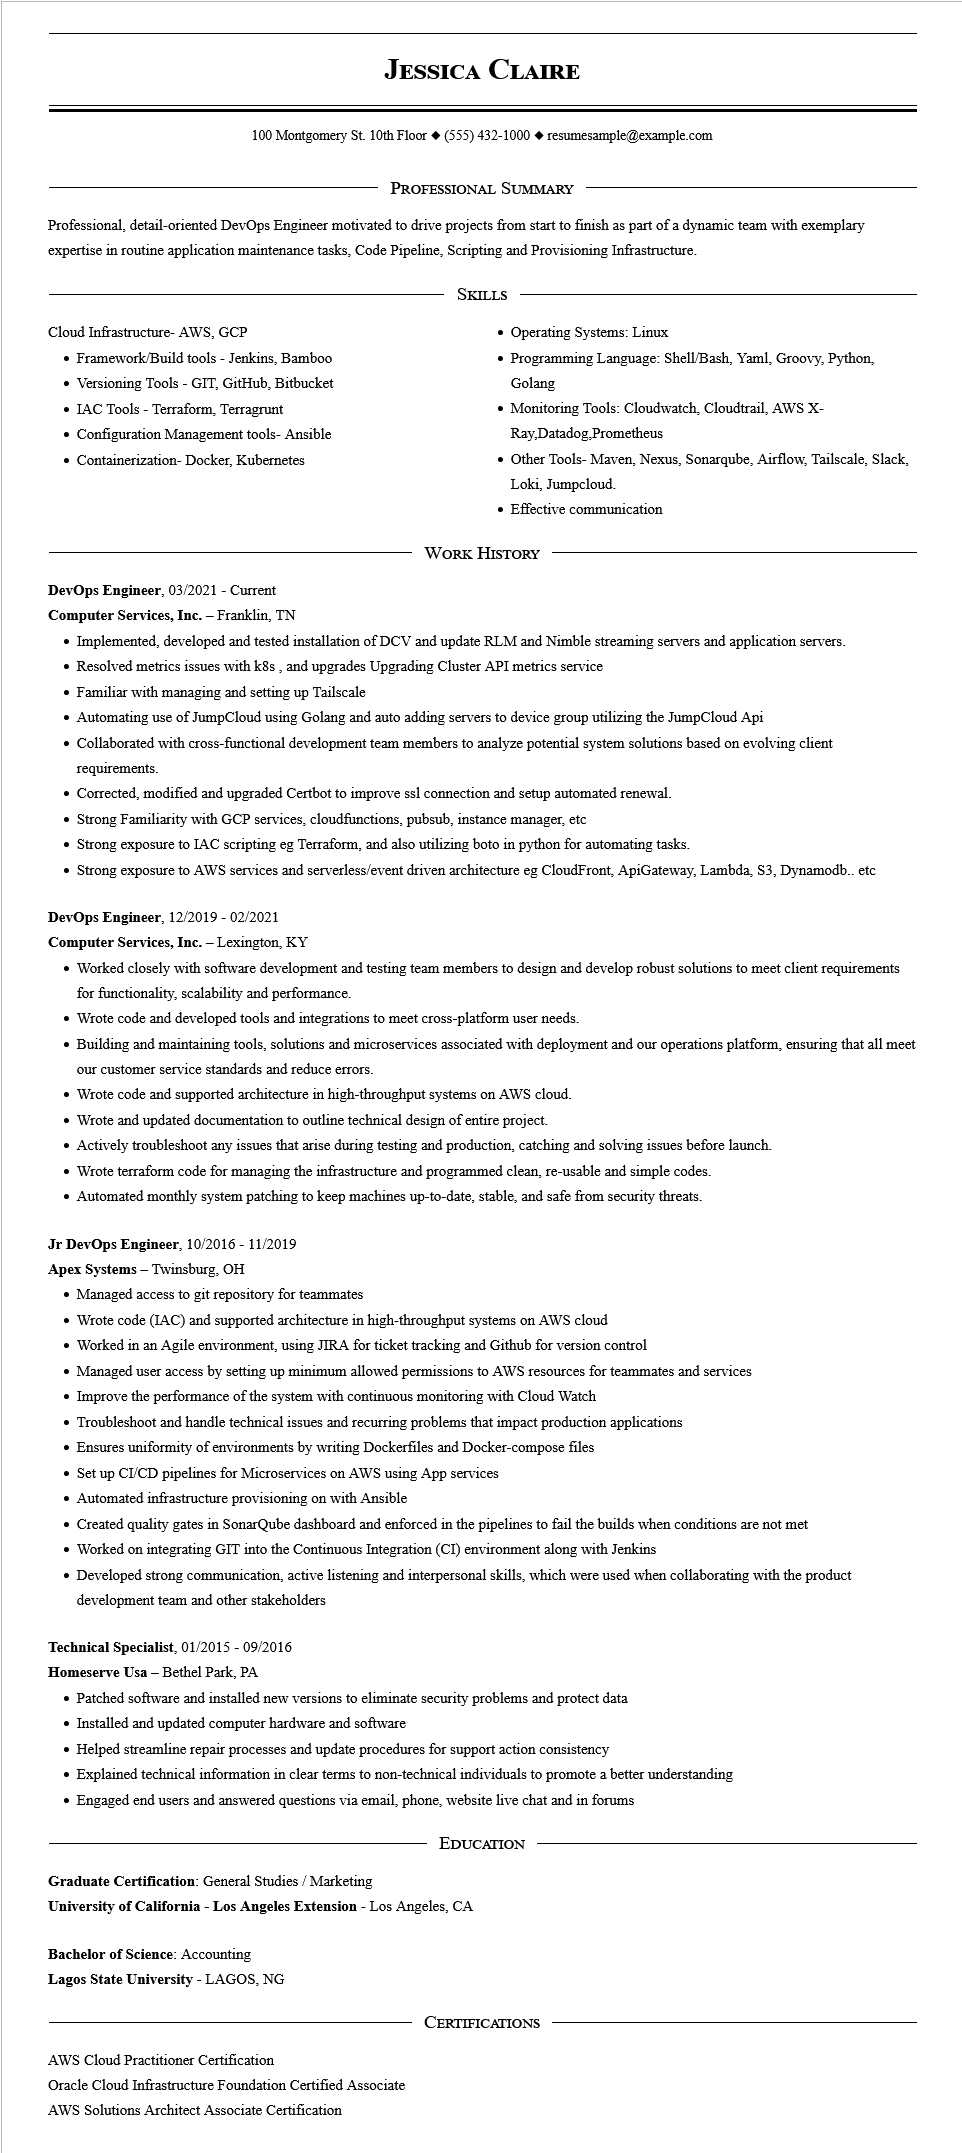 Jessica Claire
100 Montgomery St. 10th Floor ◆ (555) 432-1000 ◆ resumesample@example.com
Professional Summary
Professional, detail-oriented DevOps Engineer motivated to drive projects from start to finish as part of a dynamic team with exemplary
expertise in routine application maintenance tasks, Code Pipeline, Scripting and Provisioning Infrastructure.
Skills
Cloud Infrastructure- AWS, GCP
• Framework/Build tools - Jenkins, Bamboo
• Versioning Tools - GIT, GitHub, Bitbucket
• IAC Tools - Terraform, Terragrunt
• Configuration Management tools- Ansible
• Containerization- Docker, Kubernetes
• Operating Systems: Linux
• Programming Language: Shell/Bash, Yaml, Groovy, Python,
Golang
• Monitoring Tools: Cloudwatch, Cloudtrail, AWS X-
Ray,Datadog,Prometheus
• Other Tools- Maven, Nexus, Sonarqube, Airflow, Tailscale, Slack,
Loki, Jumpcloud.
• Effective communication
Work History
DevOps Engineer, 03/2021 - Current
Computer Services, Inc. – Franklin, TN
• Implemented, developed and tested installation of DCV and update RLM and Nimble streaming servers and application servers.
• Resolved metrics issues with k8s , and upgrades Upgrading Cluster API metrics service
• Familiar with managing and setting up Tailscale
• Automating use of JumpCloud using Golang and auto adding servers to device group utilizing the JumpCloud Api
• Collaborated with cross-functional development team members to analyze potential system solutions based on evolving client
requirements.
• Corrected, modified and upgraded Certbot to improve ssl connection and setup automated renewal.
• Strong Familiarity with GCP services, cloudfunctions, pubsub, instance manager, etc
• Strong exposure to IAC scripting eg Terraform, and also utilizing boto in python for automating tasks.
• Strong exposure to AWS services and serverless/event driven architecture eg CloudFront, ApiGateway, Lambda, S3, Dynamodb.. etc
DevOps Engineer, 12/2019 - 02/2021
Computer Services, Inc. – Lexington, KY
• Worked closely with software development and testing team members to design and develop robust solutions to meet client requirements
for functionality, scalability and performance.
• Wrote code and developed tools and integrations to meet cross-platform user needs.
• Building and maintaining tools, solutions and microservices associated with deployment and our operations platform, ensuring that all meet
our customer service standards and reduce errors.
• Wrote code and supported architecture in high-throughput systems on AWS cloud.
• Wrote and updated documentation to outline technical design of entire project.
• Actively troubleshoot any issues that arise during testing and production, catching and solving issues before launch.
• Wrote terraform code for managing the infrastructure and programmed clean, re-usable and simple codes.
• Automated monthly system patching to keep machines up-to-date, stable, and safe from security threats.
Jr DevOps Engineer, 10/2016 - 11/2019
Apex Systems – Twinsburg, OH
• Managed access to git repository for teammates
• Wrote code (IAC) and supported architecture in high-throughput systems on AWS cloud
• Worked in an Agile environment, using JIRA for ticket tracking and Github for version control
• Managed user access by setting up minimum allowed permissions to AWS resources for teammates and services
• Improve the performance of the system with continuous monitoring with Cloud Watch
• Troubleshoot and handle technical issues and recurring problems that impact production applications
• Ensures uniformity of environments by writing Dockerfiles and Docker-compose files
• Set up CI/CD pipelines for Microservices on AWS using App services
• Automated infrastructure provisioning on with Ansible
• Created quality gates in SonarQube dashboard and enforced in the pipelines to fail the builds when conditions are not met
• Worked on integrating GIT into the Continuous Integration (CI) environment along with Jenkins
• Developed strong communication, active listening and interpersonal skills, which were used when collaborating with the product
development team and other stakeholders
Technical Specialist, 01/2015 - 09/2016
Homeserve Usa – Bethel Park, PA
• Patched software and installed new versions to eliminate security problems and protect data
• Installed and updated computer hardware and software
• Helped streamline repair processes and update procedures for support action consistency
• Explained technical information in clear terms to non-technical individuals to promote a better understanding
• Engaged end users and answered questions via email, phone, website live chat and in forums
Education
Graduate Certification: General Studies / Marketing
University of California - Los Angeles Extension - Los Angeles, CA
Bachelor of Science: Accounting
Lagos State University - LAGOS, NG
Certifications
AWS Cloud Practitioner Certification
Oracle Cloud Infrastructure Foundation Certified Associate
AWS Solutions Architect Associate Certification